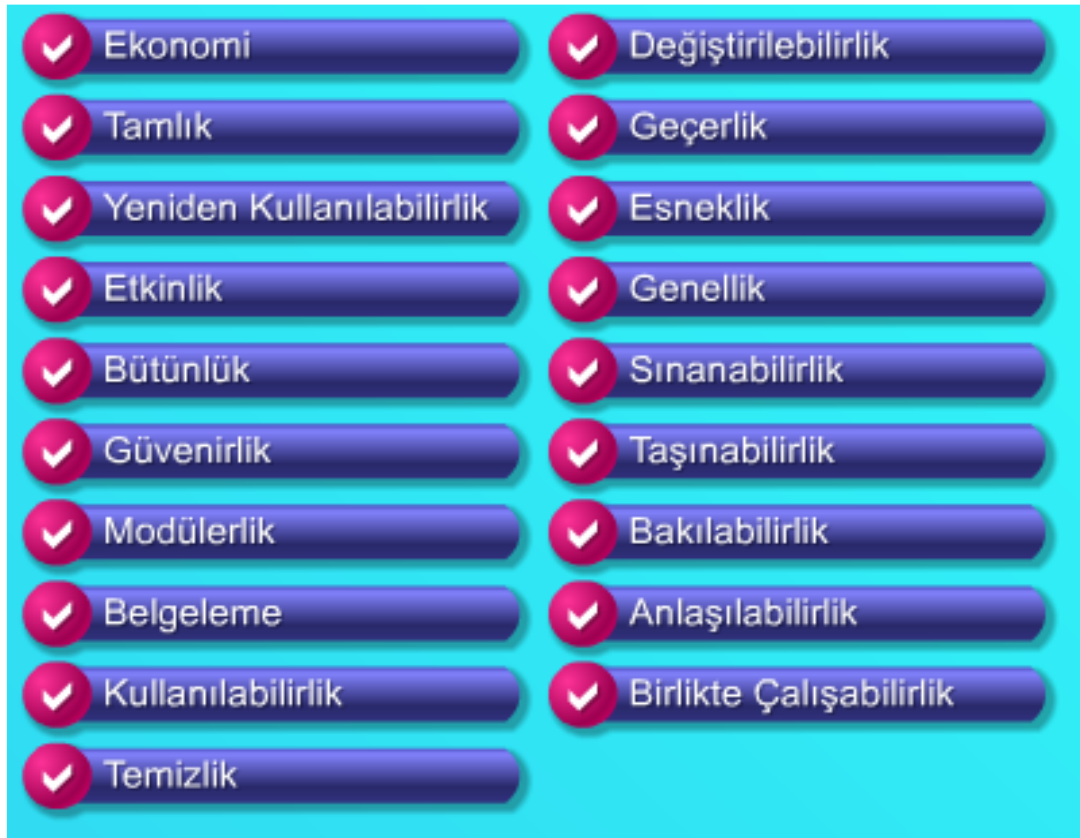 Ekonomi
Tamlık
Yeniden Kullanılabilirlik
Etkinlik
Bütünlük
Güvenirlik
Modülerlik
Belgeleme
Kullanılabilirlik
Temizlik
Değiştirilebilirlik
Geçerlik
Esneklik
Genellik
Sınanabilirlik
Taşınabilirlik
Bakılabilirlik
Anlaşılabilirlik
Birlikte Çalışabilirlik